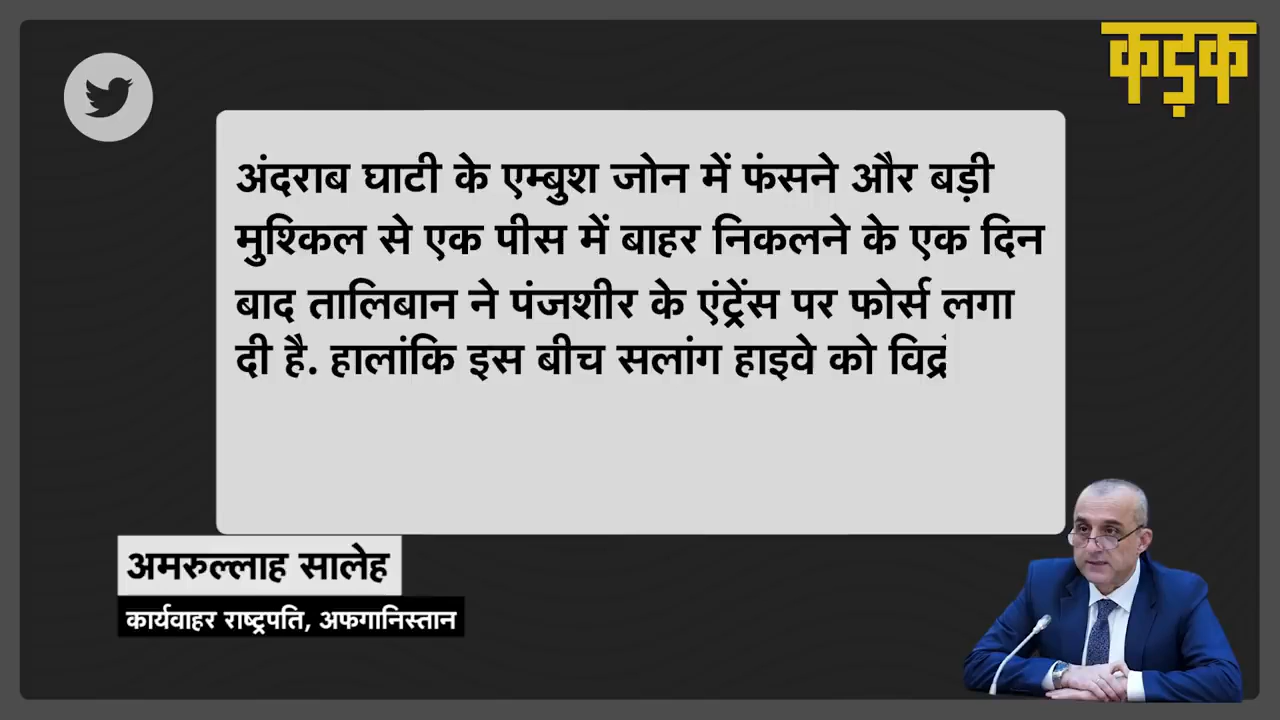 कड़क
अंदराब घाटी के एम्बुश जोन में फंसने और बड़ी
मुश्किल से एक पीस में बाहर निकलने के एक दिन
बाद तालिबान ने पंजशीर के एंट्रेंस पर फोर्स लगा
दी है. हालांकि इस बीच सलांग हाइवे को
अमरुल्लाह सालेह
कार्यवाहर राष्ट्रपति, अफगानिस्तान